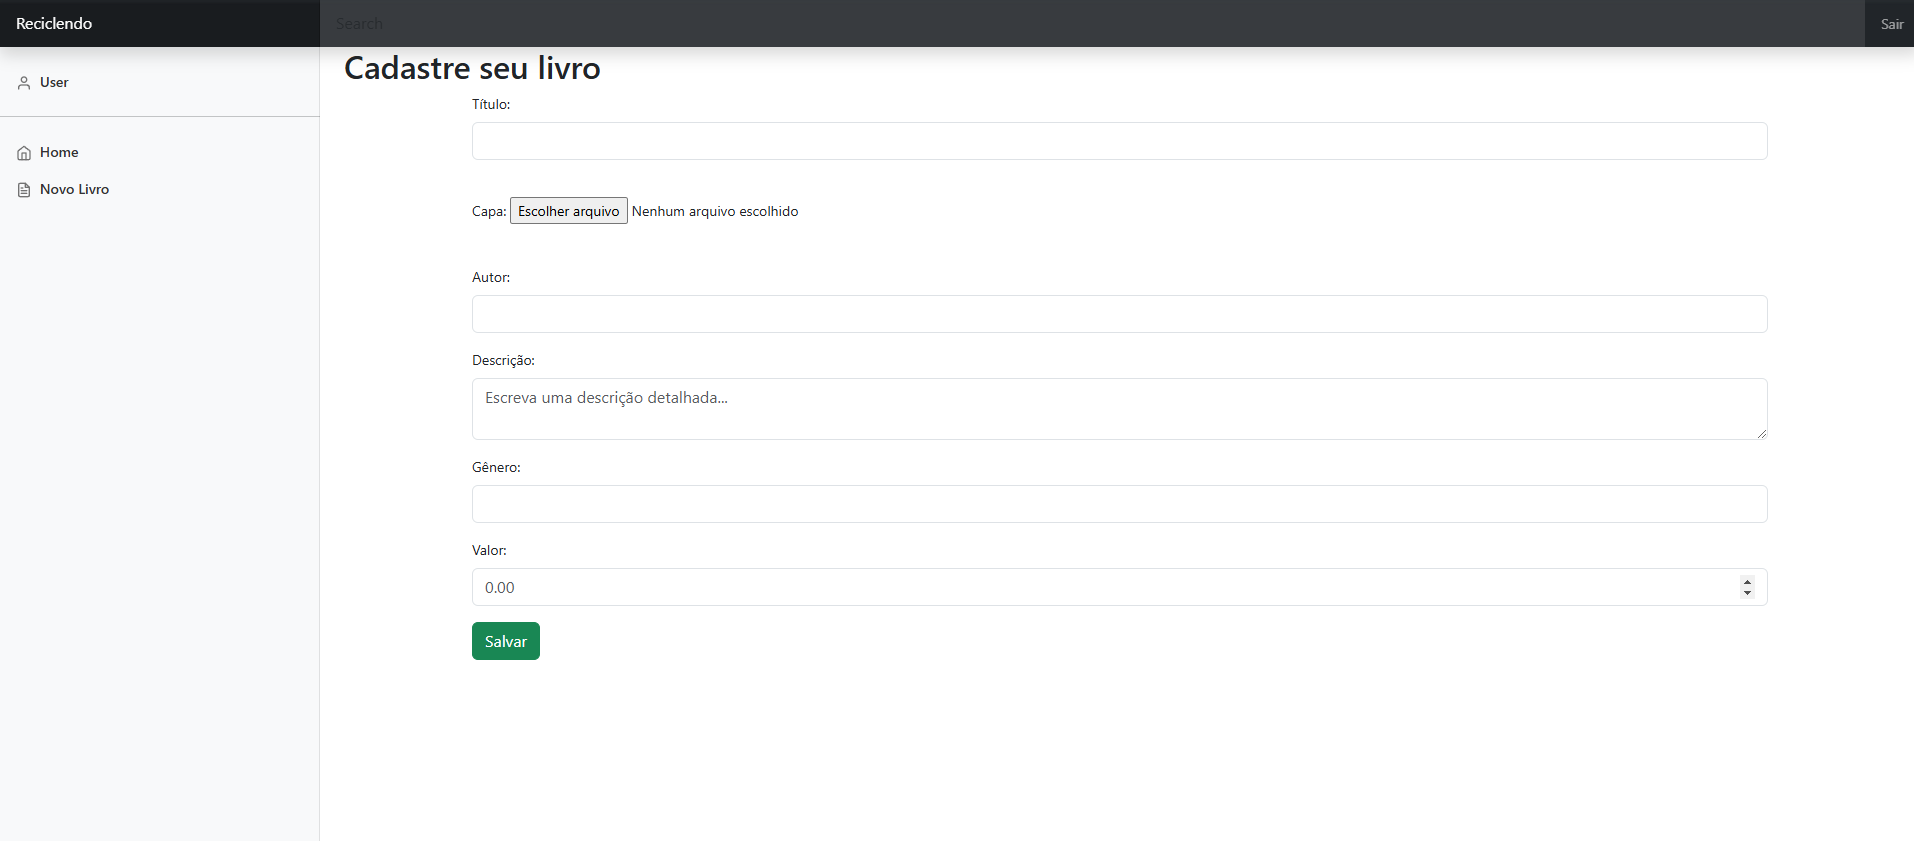 Reciclendo
Search
Sair
User
Home
Novo Livro
Cadastre seu livro
Título:
Capa: Escolher arquivo Nenhum arquivo escolhido
Autor:
Descrição:
Escreva uma descrição detalhada...
Gênero:
Valor:
0.00
Salvar